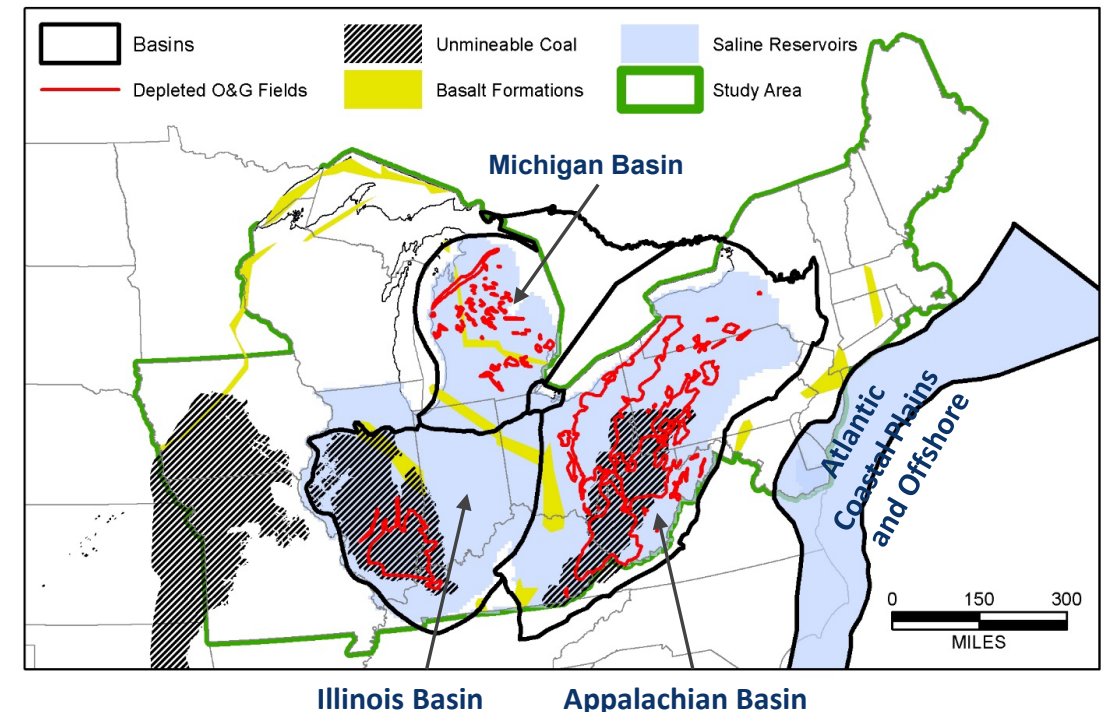 Basins
Unmineable Coal
Saline Reservoirs
Depleted O&G Fields
Basalt Formations
Study Area
Michigan Basin
Atlantic
Coastal Plains
and Offshore
0 150 300
MILES
Illinois Basin
Appalachian Basin